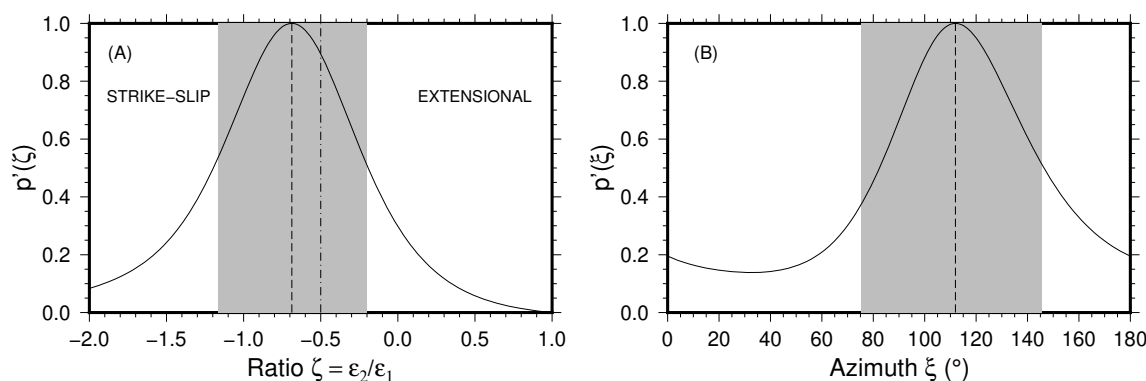 (A)
STRIKE−SLIP
EXTENSIONAL
p'(ζ)
1.0
0.8
0.6
0.4
0.2
0.0
−2.0 −1.5 −1.0 −0.5 0.0 0.5 1.0
Ratio ζ = ε₂/ε₁
(B)
p'(ξ)
1.0
0.8
0.6
0.4
0.2
0.0
0 20 40 60 80 100 120 140 160 180
Azimuth ξ (°)